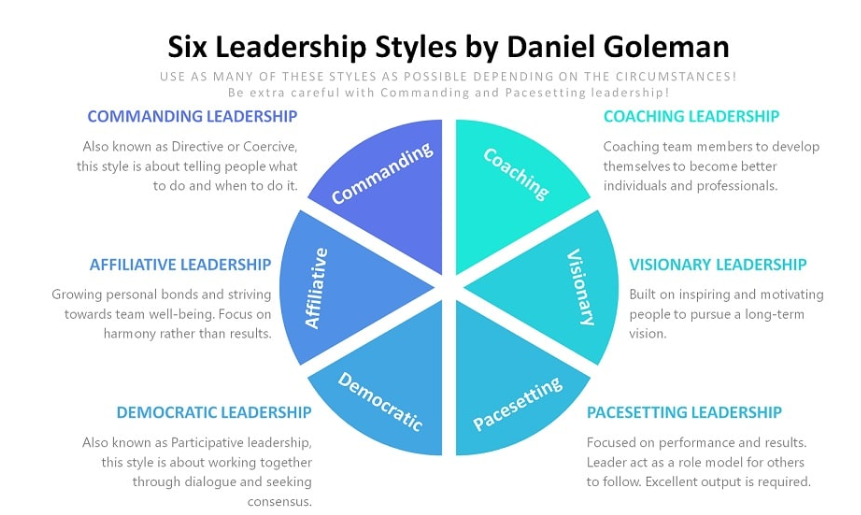 Six Leadership Styles by Daniel Goleman
USE AS MANY OF THESE STYLES AS POSSIBLE DEPENDING ON THE CIRCUMSTANCES!
Be extra careful with Commanding and Pacesetting leadership!
COMMANDING LEADERSHIP
Also known as Directive or Coercive,
this style is about telling people what
to do and when to do it.
AFFILIATIVE LEADERSHIP
Growing personal bonds and striving
towards team well-being. Focus on
harmony rather than results.
DEMOCRATIC LEADERSHIP
Also known as Participative leadership,
this style is about working together
through dialogue and seeking
consensus.
Commanding
Coaching
Affiliative
Visionary
Democratic
Pacesetting
COACHING LEADERSHIP
Coaching team members to develop
themselves to become better
individuals and professionals.
VISIONARY LEADERSHIP
Built on inspiring and motivating
people to pursue a long-term
vision.
PACESETTING LEADERSHIP
Focused on performance and results.
Leader act as a role model for others
to follow. Excellent output is required.